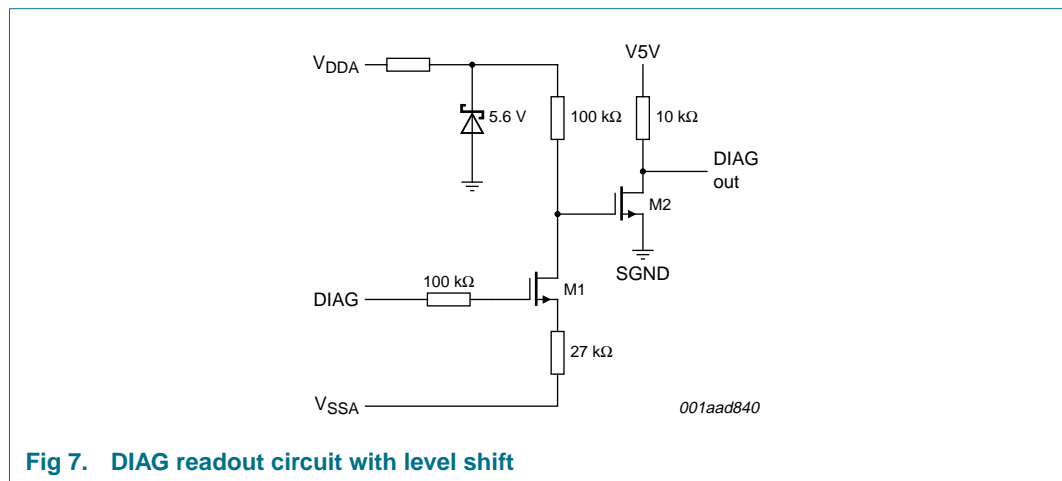 V5V
VDDA
5.6 V
100 kΩ
10 kΩ
DIAG
out
M2
SGND
100 kΩ
DIAG
M1
27 kΩ
VSSA
001aad840
Fig 7. DIAG readout circuit with level shift